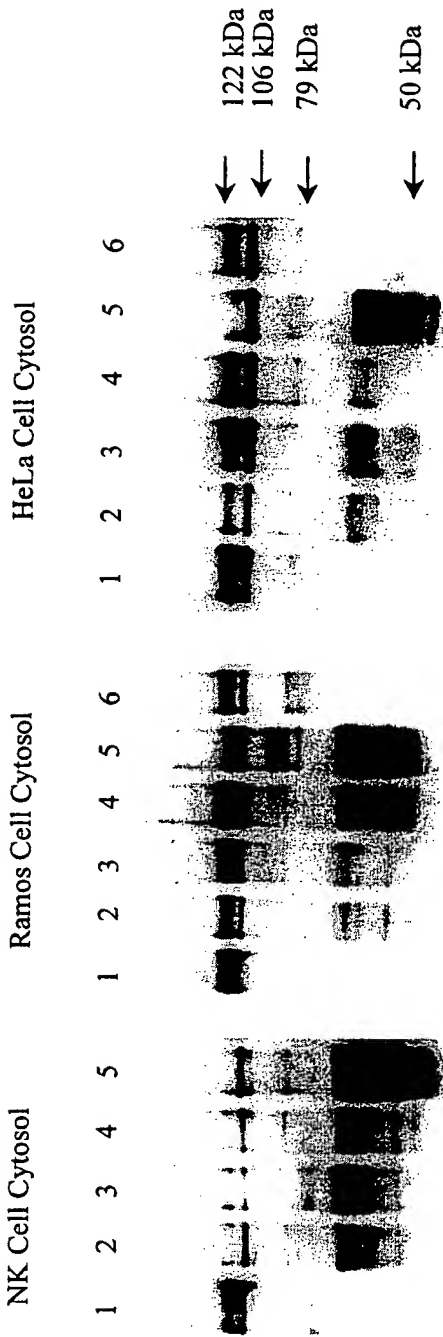 NK Cell Cytosol
1 2 3 4 5
Ramos Cell Cytosol
1 2 3 4 5 6
HeLa Cell Cytosol
1 2 3 4 5 6
122 kDa
106 kDa
79 kDa
50 kDa